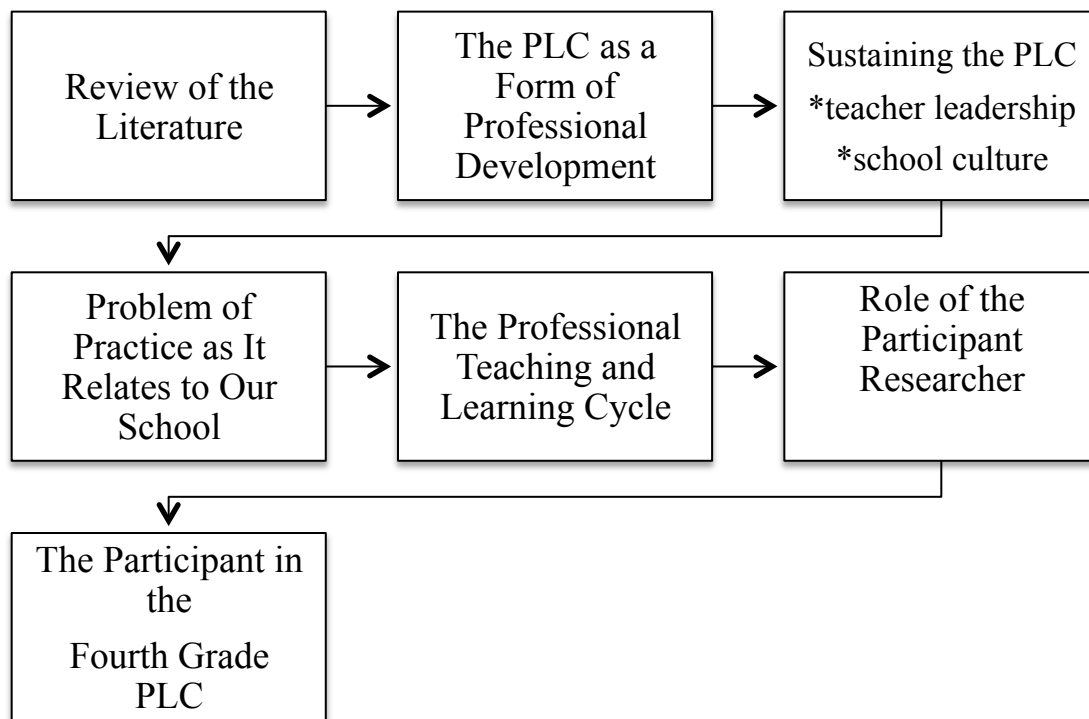 Review of the
Literature
The PLC as a
Form of
Professional
Development
Sustaining the PLC
*teacher leadership
*school culture
Problem of
Practice as It
Relates to Our
School
The Professional
Teaching and
Learning Cycle
Role of the
Participant
Researcher
The Participant in
the
Fourth Grade
PLC